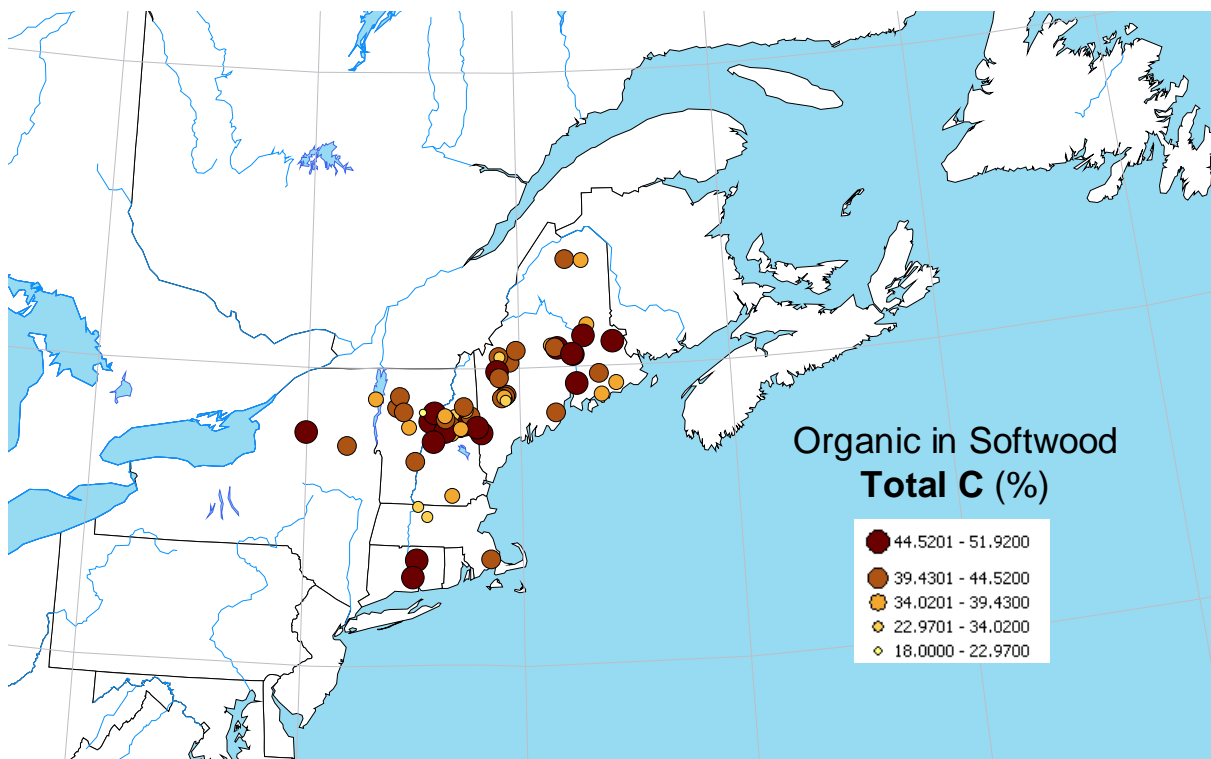 Organic in Softwood
Total C (%)
44.5201 - 51.9200
39.4301 - 44.5200
34.0201 - 39.4300
22.9701 - 34.0200
18.0000 - 22.9700